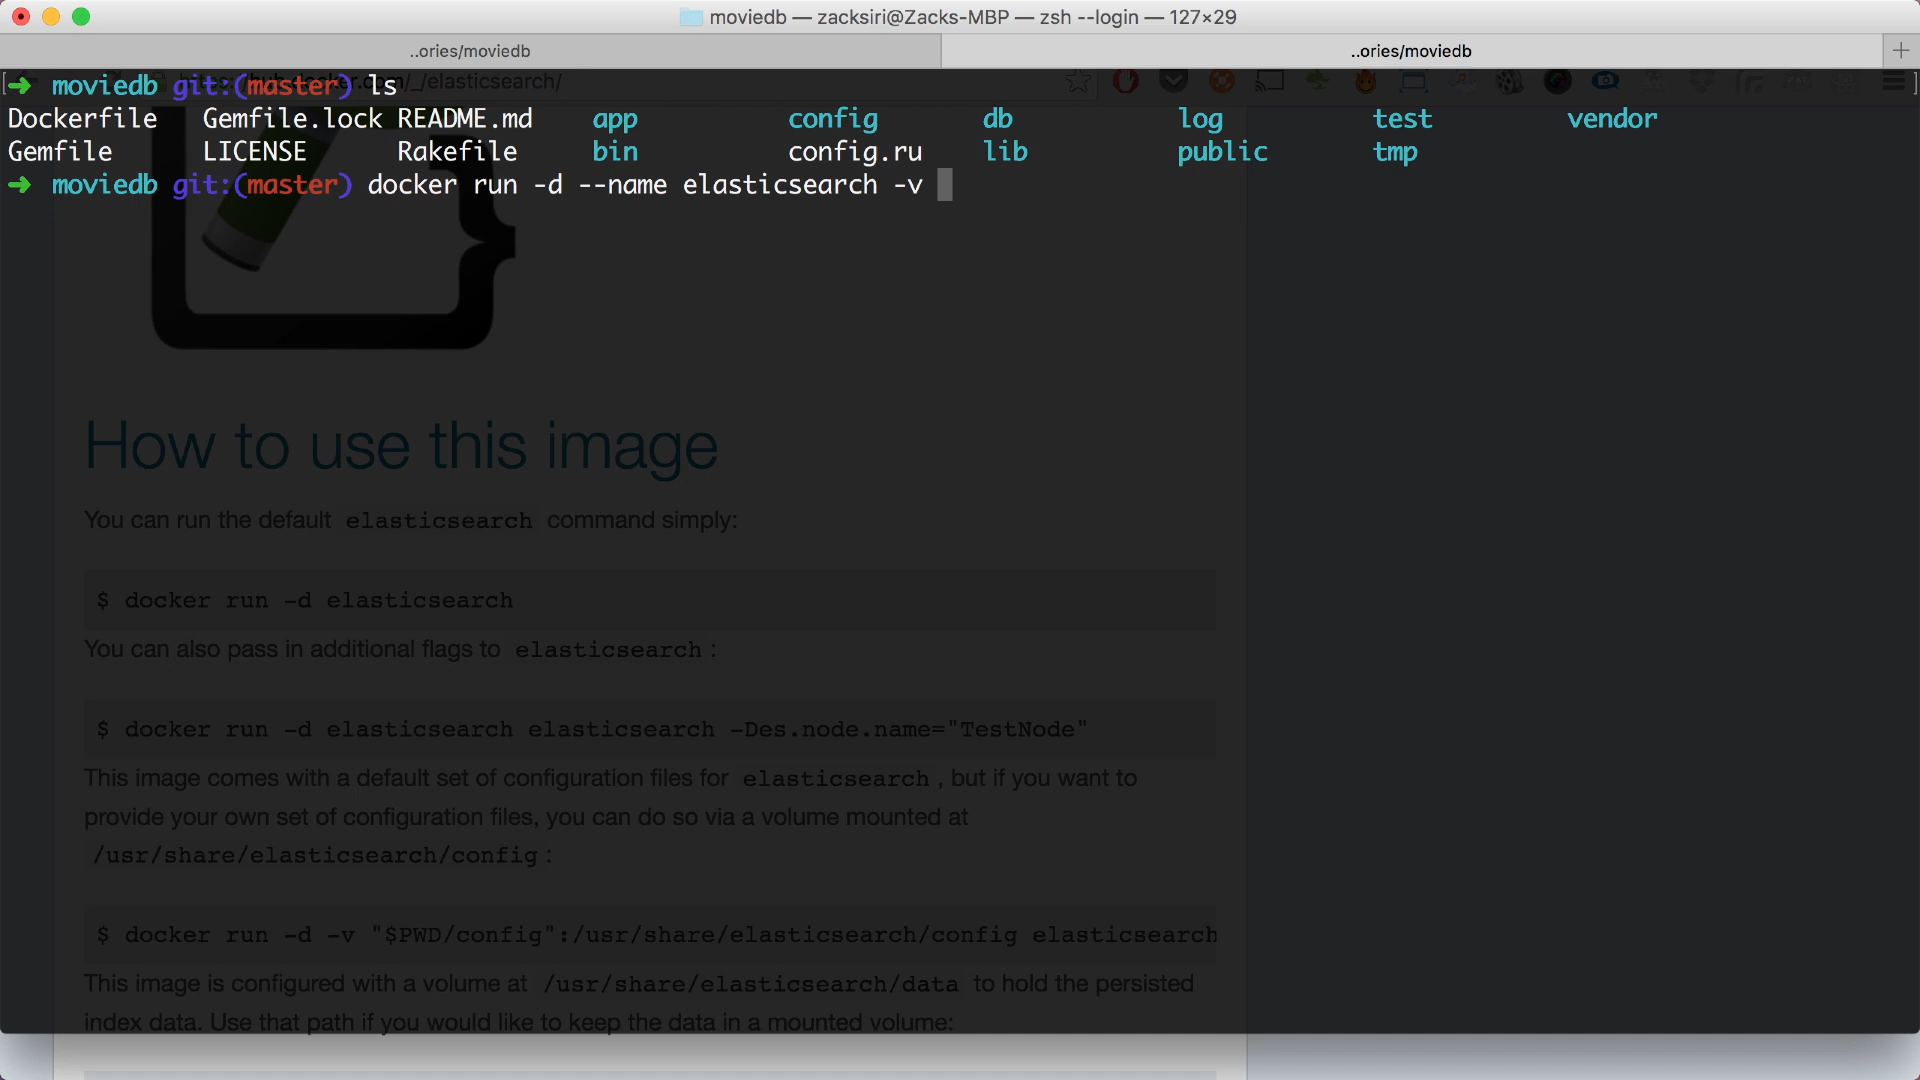 moviedb — zacksiri@Zacks-MBP — zsh --login — 127×29
..ories/moviedb ..ories/moviedb
[➜ moviedb git:(master) ls ]
hub.docker.com/_/elasticsearch/
Dockerfile Gemfile.lock README.md app config db log test vendor
Gemfile LICENSE Rakefile bin config.ru lib public tmp
➜ moviedb git:(master) docker run -d --name elasticsearch -v
How to use this image
You can run the default elasticsearch command simply:
$ docker run -d elasticsearch
You can also pass in additional flags to elasticsearch :
$ docker run -d elasticsearch elasticsearch -Des.node.name="TestNode"
This image comes with a default set of configuration files for elasticsearch , but if you want to
provide your own set of configuration files, you can do so via a volume mounted at
/usr/share/elasticsearch/config :
$ docker run -d -v "$PWD/config":/usr/share/elasticsearch/config elasticsearch
This image is configured with a volume at /usr/share/elasticsearch/data to hold the persisted
index data. Use that path if you would like to keep the data in a mounted volume: